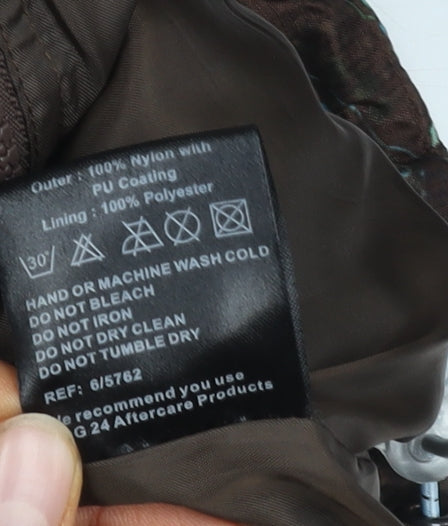 Outer : 100% Nylon with
PU Coating
Lining : 100% Polyester
30°
HAND OR MACHINE WASH COLD
DO NOT BLEACH
DO NOT IRON
DO NOT DRY CLEAN
DO NOT TUMBLE DRY
REF: 6/5762
recommend you use
G 24 Aftercare Products